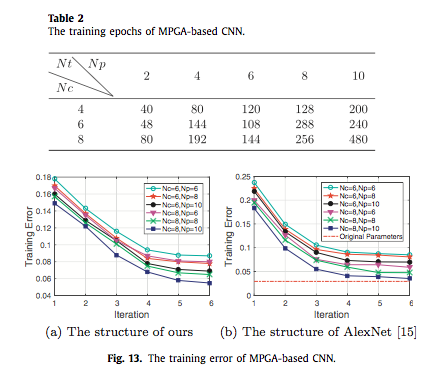 Table 2
The training epochs of MPGA-based CNN.
Nt Np
Nc
2 4 6 8 10
4 40 80 120 128 200
6 48 144 108 288 240
8 80 192 144 256 480
0.18
0.16
0.14
0.12
0.1
0.08
0.06
0.04
Training Error
Nc=6,Np=6
Nc=6,Np=8
Nc=6,Np=10
Nc=8,Np=6
Nc=8,Np=8
Nc=8,Np=10
1 2 3 4 5 6
Iteration
(a) The structure of ours
0.25
0.2
0.15
0.1
0.05
0
Training Error
Nc=6,Np=6
Nc=6,Np=8
Nc=6,Np=10
Nc=8,Np=6
Nc=8,Np=8
Nc=8,Np=10
Original Parameters
1 2 3 4 5 6
Iteration
(b) The structure of AlexNet [15]
Fig. 13. The training error of MPGA-based CNN.